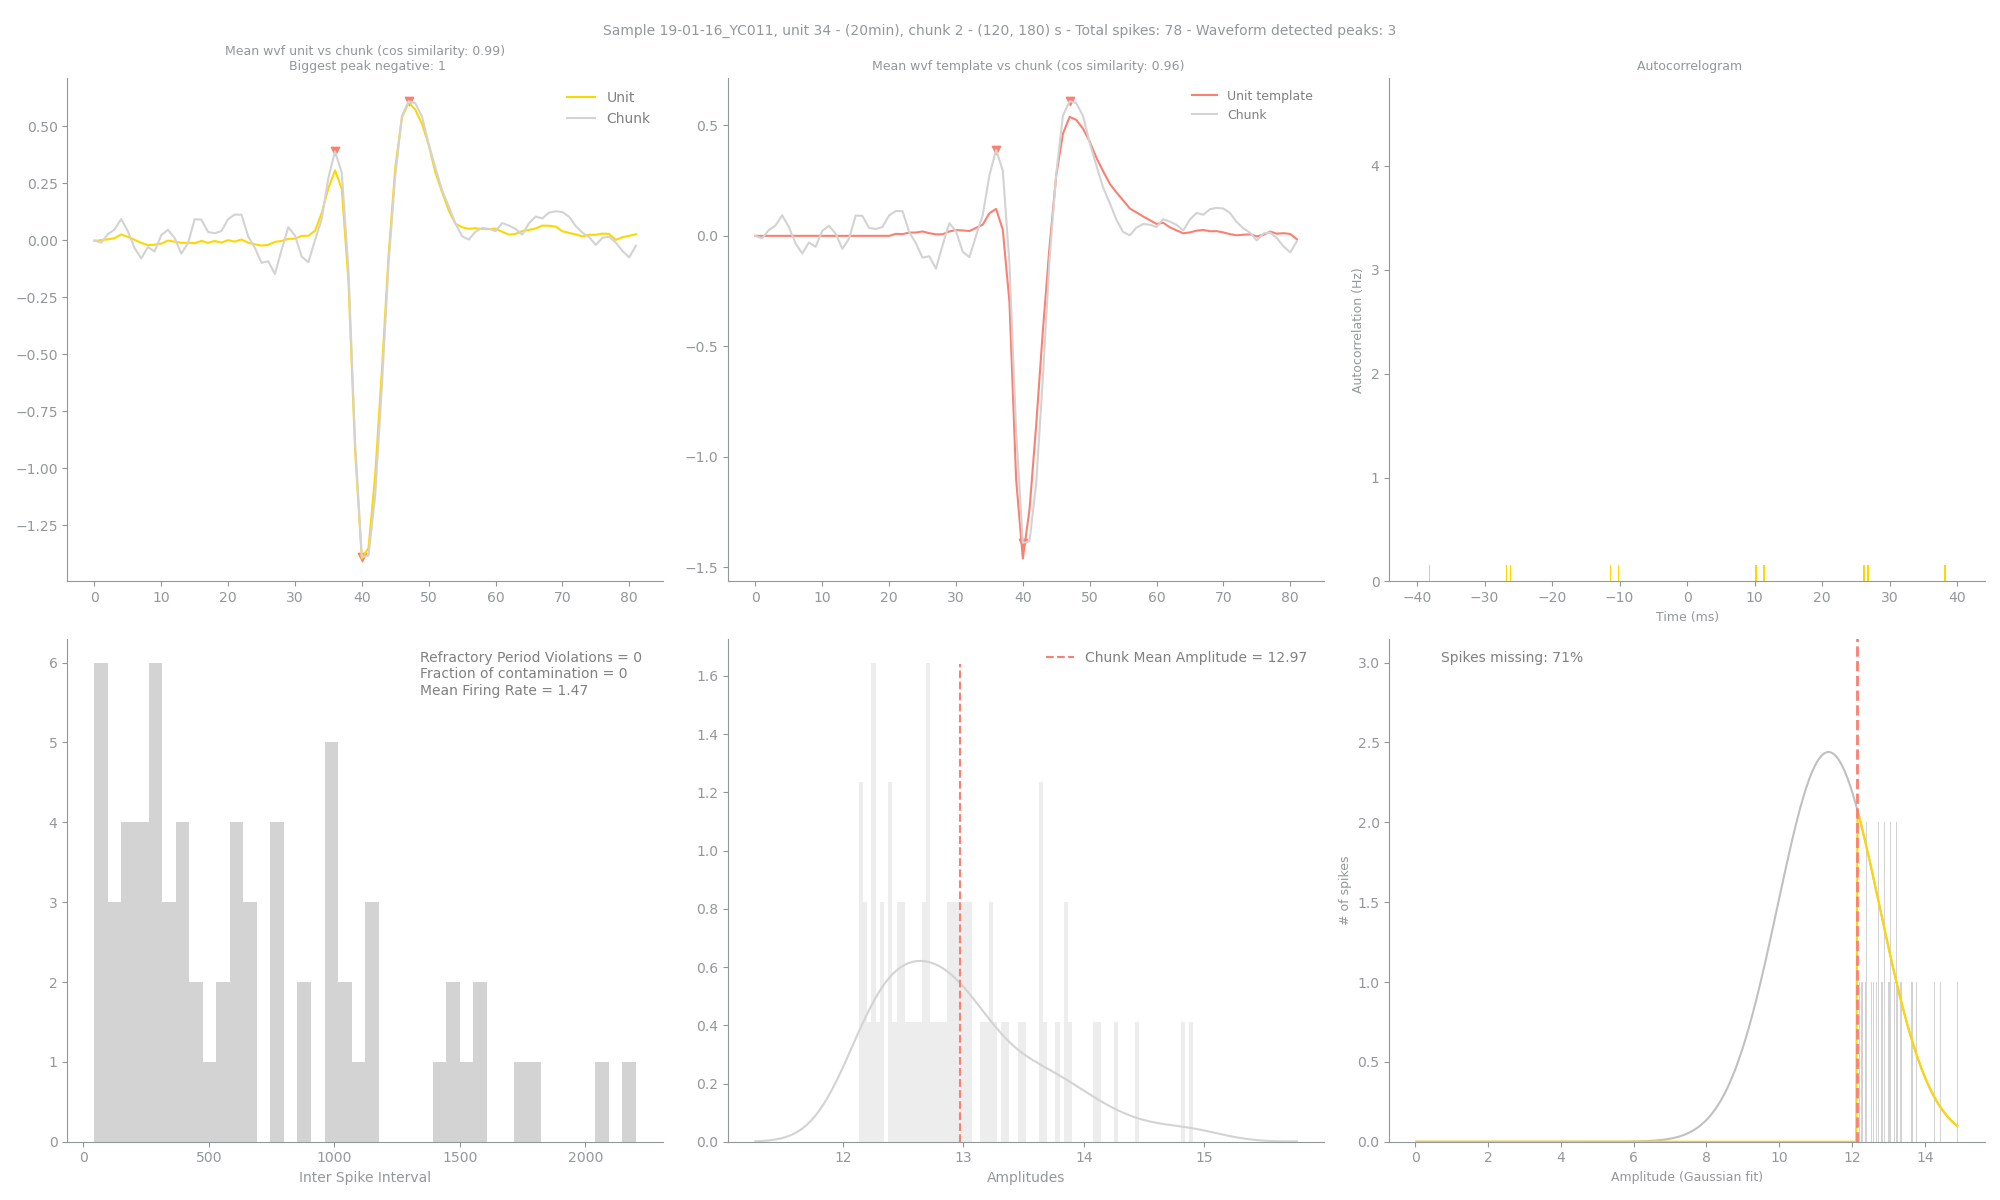 Sample 19-01-16_YC011, unit 34 - (20min), chunk 2 - (120, 180) s - Total spikes: 78 - Waveform detected peaks: 3
Mean wvf unit vs chunk (cos similarity: 0.99)
Biggest peak negative: 1
Unit
Chunk
0.50
0.25
0.00
−0.25
−0.50
−0.75
−1.00
−1.25
0 10 20 30 40 50 60 70 80
Mean wvf template vs chunk (cos similarity: 0.96)
Unit template
Chunk
0.5
0.0
−0.5
−1.0
−1.5
0 10 20 30 40 50 60 70 80
Autocorrelogram
Autocorrelation (Hz)
4
3
2
1
0
−40 −30 −20 −10 0 10 20 30 40
Time (ms)
Refractory Period Violations = 0
Fraction of contamination = 0
Mean Firing Rate = 1.47
6
5
4
3
2
1
0
0 500 1000 1500 2000
Inter Spike Interval
Chunk Mean Amplitude = 12.97
1.6
1.4
1.2
1.0
0.8
0.6
0.4
0.2
0.0
12 13 14 15
Amplitudes
Spikes missing: 71%
# of spikes
3.0
2.5
2.0
1.5
1.0
0.5
0.0
0 2 4 6 8 10 12 14
Amplitude (Gaussian fit)